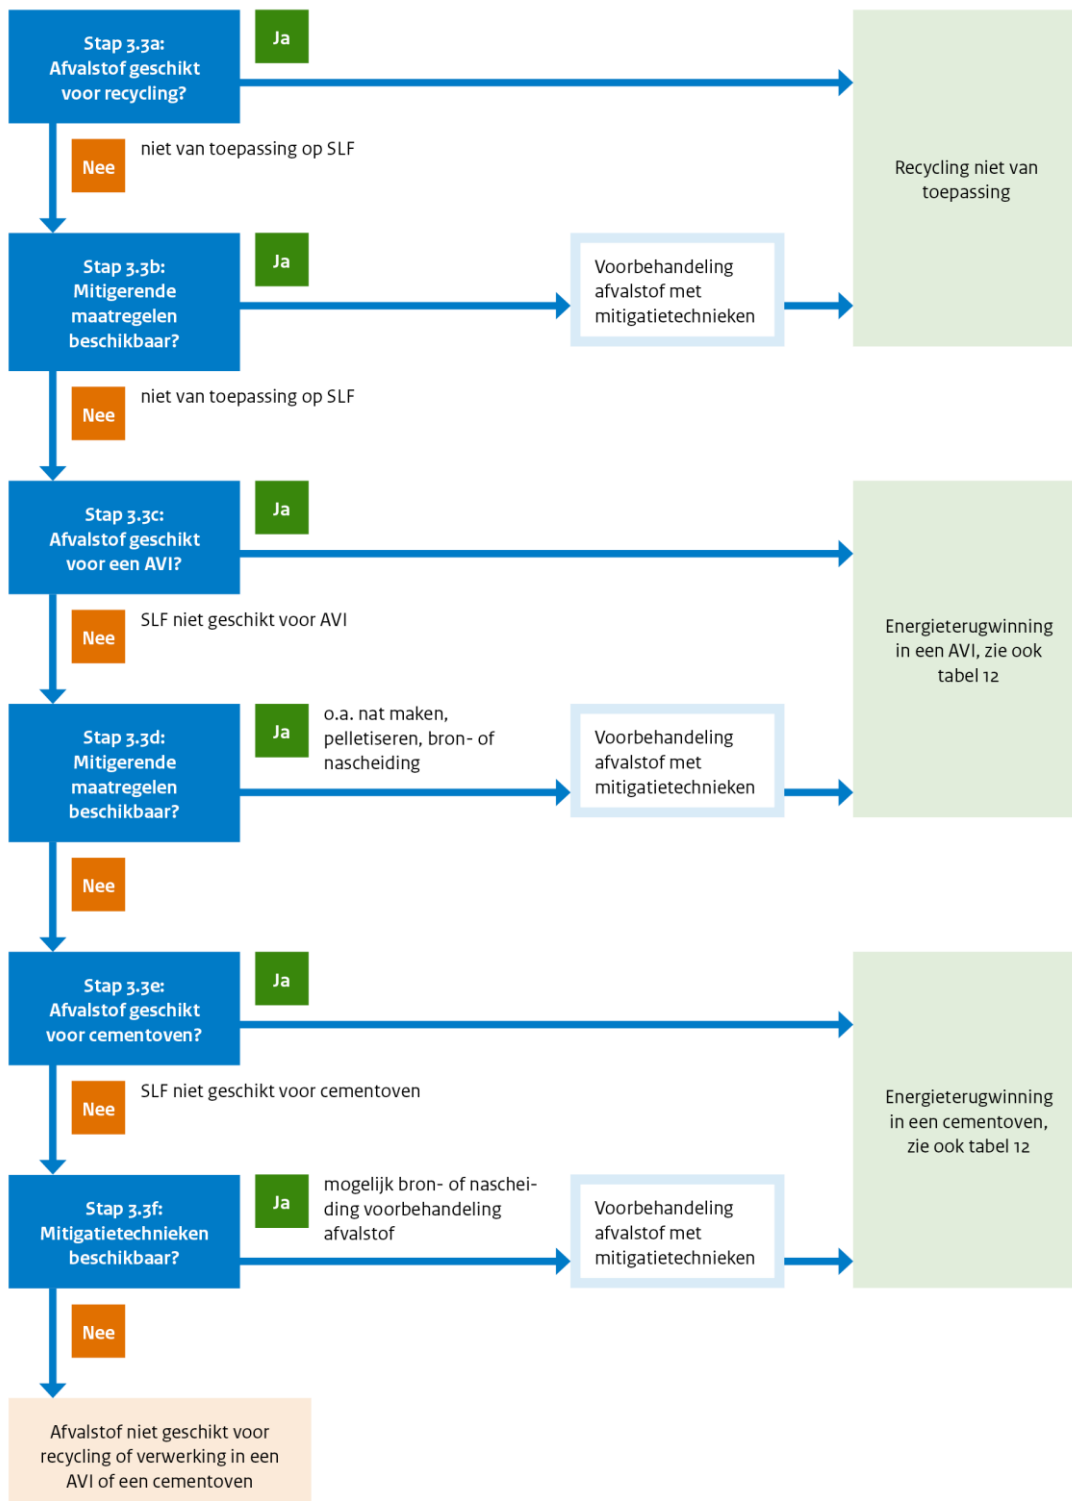 Stap 3.3a:
Afvalstof geschikt
voor recycling?
Ja
Nee
niet van toepassing op SLF
Recycling niet van
toepassing
Stap 3.3b:
Mitigerende
maatregelen
beschikbaar?
Ja
Voorbehandeling
afvalstof met
mitigatietechnieken
Nee
niet van toepassing op SLF
Stap 3.3c:
Afvalstof geschikt
voor een AVI?
Ja
Nee
SLF niet geschikt voor AVI
Energieterugwinning
in een AVI, zie ook
tabel 12
Stap 3.3d:
Mitigerende
maatregelen
beschikbaar?
Ja
o.a. nat maken,
pelletiseren, bron- of
nascheiding
Voorbehandeling
afvalstof met
mitigatietechnieken
Nee
Stap 3.3e:
Afvalstof geschikt
voor cementoven?
Ja
Nee
SLF niet geschikt voor cementoven
Energieterugwinning
in een cementoven,
zie ook tabel 12
Stap 3.3f:
Mitigatietechnieken
beschikbaar?
Ja
mogelijk bron- of naschei-
ding voorbehandeling
afvalstof
Voorbehandeling
afvalstof met
mitigatietechnieken
Nee
Afvalstof niet geschikt voor
recycling of verwerking in een
AVI of een cementoven